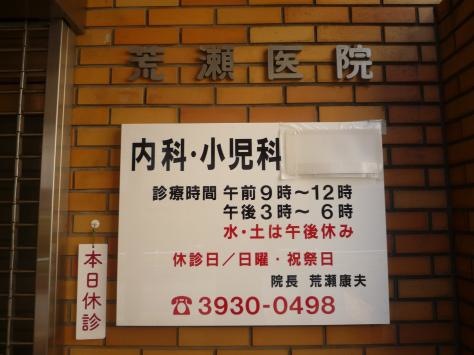 荒瀬医院
内科・小児科
診療時間 午前9時〜12時
午後3時〜 6時
水・土は午後休み
休診日／日曜・祝祭日
院長 荒瀬康夫
☎3930-0498
本日休診